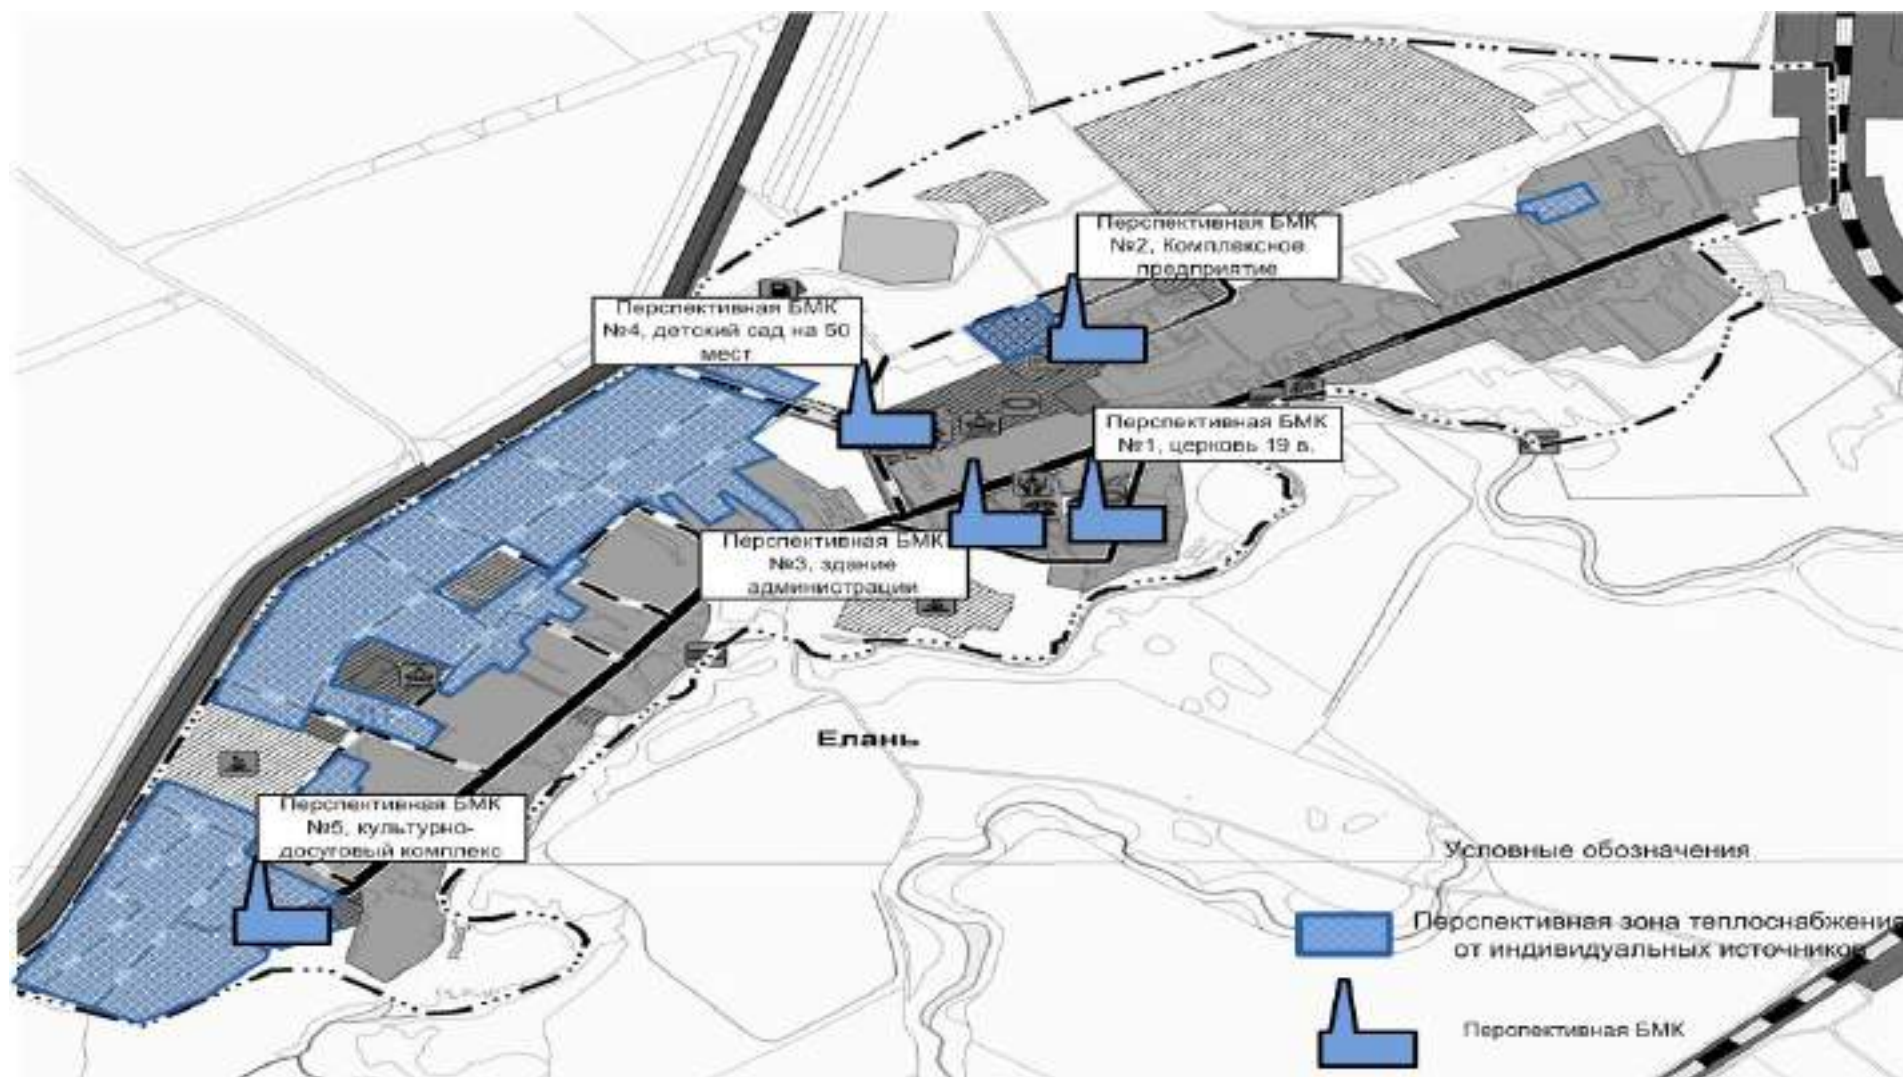 Перспективная БМК
№2, Комплексное
предприятие
Перспективная БМК
№4, детский сад на 50
мест
Перспективная БМК
№1, церковь 19 в.
Перспективная БМК
№3, здание
администрации
Елань
Перспективная БМК
№5, культурно-
досуговый комплекс
Условные обозначения
Перспективная зона теплоснабжения
от индивидуальных источников
Перспективная БМК